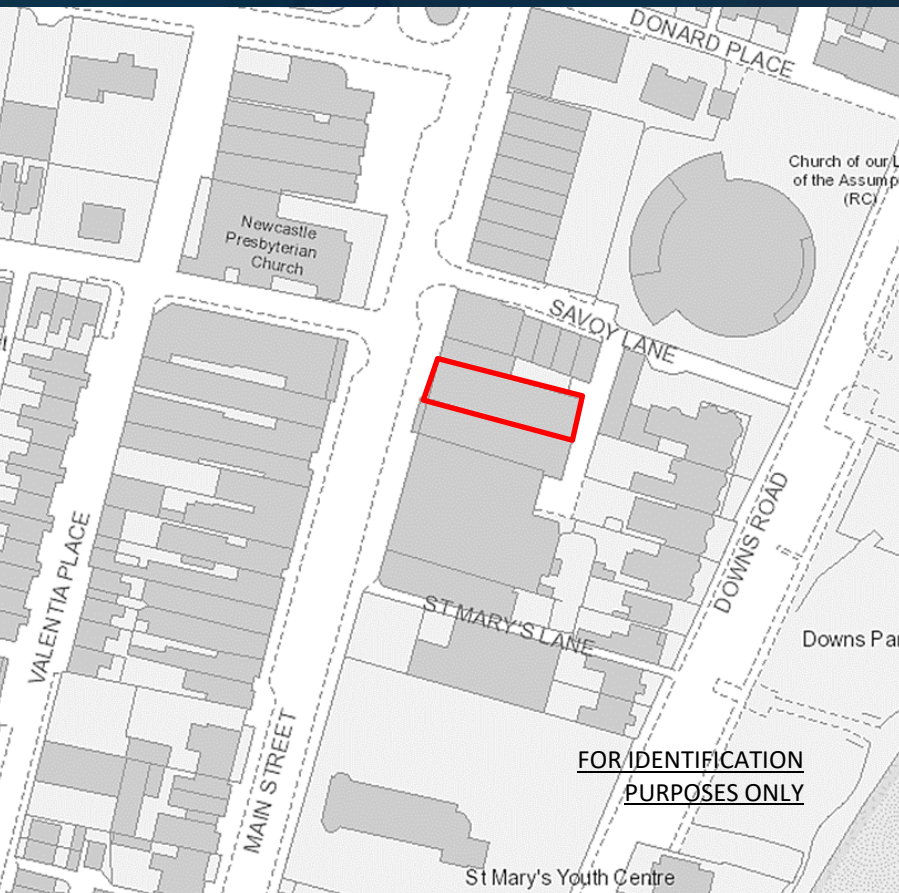 DONARD PLACE
Church of our L
of the Assump
(RC)
Newcastle
Presbyterian
Church
SAVOY LANE
VALENTIA PLACE
DOWNS ROAD
ST MARY'S LANE
Downs Par
MAIN STREET
FOR IDENTIFICATION
PURPOSES ONLY
St Mary's Youth Centre